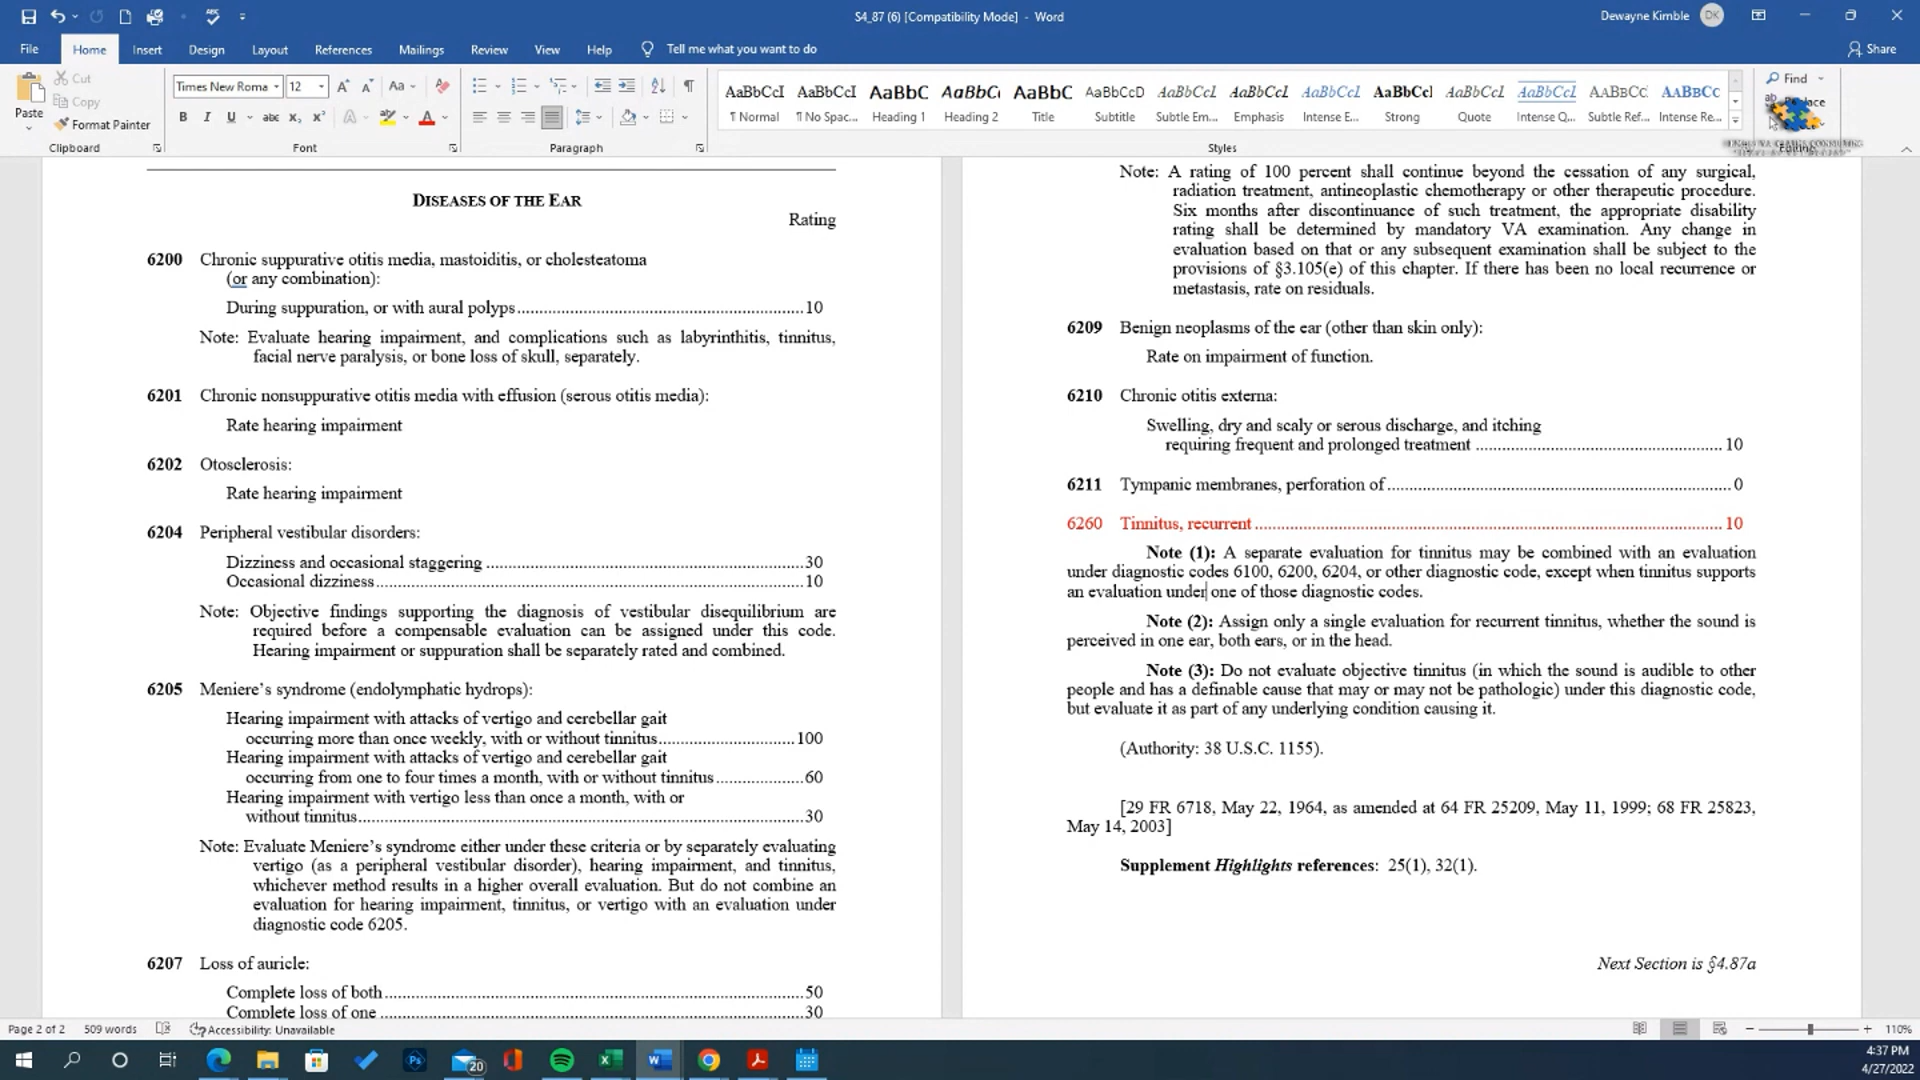 S4_87 (6) [Compatibility Mode] - Word
Dewayne Kimble
DK
File
Home
Insert
Design
Layout
References
Mailings
Review
View
Help
Tell me what you want to do
Share
Paste
Cut
Copy
Format Painter
Clipboard
Times New Roma
12
Font
Paragraph
AaBbCcI
¶ Normal
AaBbCcI
¶ No Spac...
AaBbC
Heading 1
AaBbC
Heading 2
AaBbC
Title
AaBbCcD
Subtitle
AaBbCcL
Subtle Em...
AaBbCcL
Emphasis
AaBbCcL
Intense E...
AaBbCcI
Strong
AaBbCcL
Quote
AaBbCcL
Intense Q...
AABBCC
Subtle Ref...
AABBCC
Intense Re...
Styles
Find
Replace
Editing
DISEASES OF THE EAR
Rating
6200 Chronic suppurative otitis media, mastoiditis, or cholesteatoma
(or any combination):
During suppuration, or with aural polyps...10
Note: Evaluate hearing impairment, and complications such as labyrinthitis, tinnitus,
facial nerve paralysis, or bone loss of skull, separately.
6201 Chronic nonsuppurative otitis media with effusion (serous otitis media):
Rate hearing impairment
6202 Otosclerosis:
Rate hearing impairment
6204 Peripheral vestibular disorders:
Dizziness and occasional staggering ...30
Occasional dizziness...10
Note: Objective findings supporting the diagnosis of vestibular disequilibrium are
required before a compensable evaluation can be assigned under this code.
Hearing impairment or suppuration shall be separately rated and combined.
6205 Meniere's syndrome (endolymphatic hydrops):
Hearing impairment with attacks of vertigo and cerebellar gait
occurring more than once weekly, with or without tinnitus...100
Hearing impairment with attacks of vertigo and cerebellar gait
occurring from one to four times a month, with or without tinnitus...60
Hearing impairment with vertigo less than once a month, with or
without tinnitus...30
Note: Evaluate Meniere's syndrome either under these criteria or by separately evaluating
vertigo (as a peripheral vestibular disorder), hearing impairment, and tinnitus,
whichever method results in a higher overall evaluation. But do not combine an
evaluation for hearing impairment, tinnitus, or vertigo with an evaluation under
diagnostic code 6205.
6207 Loss of auricle:
Complete loss of both...50
Complete loss of one ...30
Note: A rating of 100 percent shall continue beyond the cessation of any surgical,
radiation treatment, antineoplastic chemotherapy or other therapeutic procedure.
Six months after discontinuance of such treatment, the appropriate disability
rating shall be determined by mandatory VA examination. Any change in
evaluation based on that or any subsequent examination shall be subject to the
provisions of §3.105(e) of this chapter. If there has been no local recurrence or
metastasis, rate on residuals.
6209 Benign neoplasms of the ear (other than skin only):
Rate on impairment of function.
6210 Chronic otitis externa:
Swelling, dry and scaly or serous discharge, and itching
requiring frequent and prolonged treatment ...10
6211 Tympanic membranes, perforation of...0
6260 Tinnitus, recurrent...10
Note (1): A separate evaluation for tinnitus may be combined with an evaluation
under diagnostic codes 6100, 6200, 6204, or other diagnostic code, except when tinnitus supports
an evaluation under one of those diagnostic codes.
Note (2): Assign only a single evaluation for recurrent tinnitus, whether the sound is
perceived in one ear, both ears, or in the head.
Note (3): Do not evaluate objective tinnitus (in which the sound is audible to other
people and has a definable cause that may or may not be pathologic) under this diagnostic code,
but evaluate it as part of any underlying condition causing it.
(Authority: 38 U.S.C. 1155).
[29 FR 6718, May 22, 1964, as amended at 64 FR 25209, May 11, 1999; 68 FR 25823,
May 14, 2003]
Supplement Highlights references: 25(1), 32(1).
Next Section is §4.87a
Page 2 of 2
509 words
Accessibility: Unavailable
110%
20
4:37 PM
4/27/2022